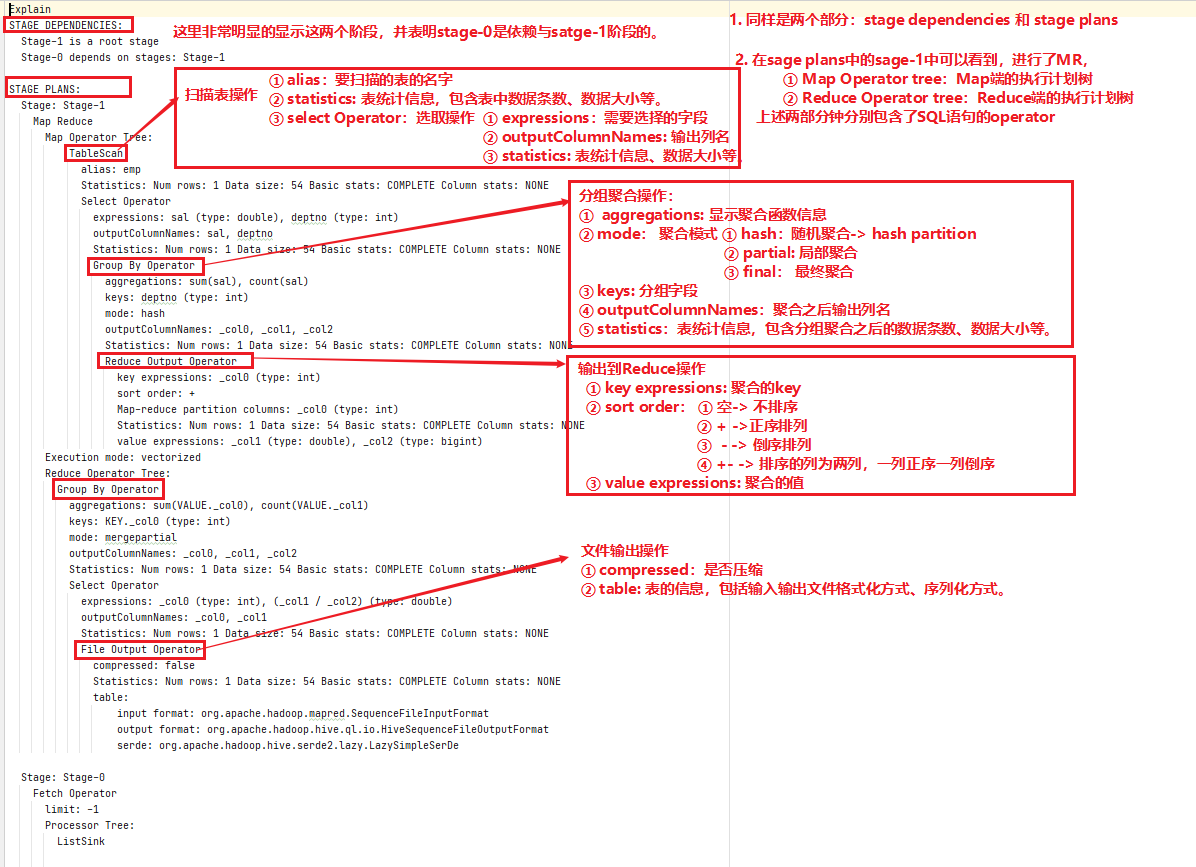 Explain
STAGE DEPENDENCIES:
Stage-1 is a root stage
Stage-0 depends on stages: Stage-1
这里非常明显的显示这两个阶段，并表明stage-0是依赖与satge-1阶段的。
1. 同样是两个部分：stage dependencies 和 stage plans
2. 在sage plans中的sage-1中可以看到，进行了MR，
① Map Operator tree：Map端的执行计划树
② Reduce Operator tree：Reduce端的执行计划树
上述两部分钟分别包含了SQL语句的operator
STAGE PLANS:
Stage: Stage-1
Map Reduce
Map Operator Tree:
TableScan
alias: emp
Statistics: Num rows: 1 Data size: 54 Basic stats: COMPLETE Column stats: NONE
Select Operator
expressions: sal (type: double), deptno (type: int)
outputColumnNames: sal, deptno
Statistics: Num rows: 1 Data size: 54 Basic stats: COMPLETE Column stats: NONE
Group By Operator
aggregations: sum(sal), count(sal)
keys: deptno (type: int)
mode: hash
outputColumnNames: _col0, _col1, _col2
Statistics: Num rows: 1 Data size: 54 Basic stats: COMPLETE Column stats: NONE
Reduce Output Operator
key expressions: _col0 (type: int)
sort order: +
Map-reduce partition columns: _col0 (type: int)
Statistics: Num rows: 1 Data size: 54 Basic stats: COMPLETE Column stats: NONE
value expressions: _col1 (type: double), _col2 (type: bigint)
Execution mode: vectorized
Reduce Operator Tree:
Group By Operator
aggregations: sum(VALUE._col0), count(VALUE._col1)
keys: KEY._col0 (type: int)
mode: mergepartial
outputColumnNames: _col0, _col1, _col2
Statistics: Num rows: 1 Data size: 54 Basic stats: COMPLETE Column stats: NONE
Select Operator
expressions: _col0 (type: int), (_col1 / _col2) (type: double)
outputColumnNames: _col0, _col1
Statistics: Num rows: 1 Data size: 54 Basic stats: COMPLETE Column stats: NONE
File Output Operator
compressed: false
Statistics: Num rows: 1 Data size: 54 Basic stats: COMPLETE Column stats: NONE
table:
input format: org.apache.hadoop.mapred.SequenceFileInputFormat
output format: org.apache.hadoop.hive.ql.io.HiveSequenceFileOutputFormat
serde: org.apache.hadoop.hive.serde2.lazy.LazySimpleSerDe
Stage: Stage-0
Fetch Operator
limit: -1
Processor Tree:
ListSink
扫描表操作
① alias：要扫描的表的名字
② statistics: 表统计信息，包含表中数据条数、数据大小等。
③ select Operator：选取操作 ① expressions：需要选择的字段
② outputColumnNames: 输出列名
③ statistics: 表统计信息、数据大小等。
分组聚合操作：
① aggregations: 显示聚合函数信息
② mode： 聚合模式 ① hash：随机聚合-> hash partition
② partial: 局部聚合
③ final： 最终聚合
③ keys: 分组字段
④ outputColumnNames：聚合之后输出列名
⑤ statistics：表统计信息，包含分组聚合之后的数据条数、数据大小等。
输出到Reduce操作
① key expressions: 聚合的key
② sort order： ① 空-> 不排序
② + ->正序排列
③ - -> 倒序排列
④ +- -> 排序的列为两列，一列正序一列倒序
③ value expressions: 聚合的值
文件输出操作
① compressed：是否压缩
② table: 表的信息，包括输入输出文件格式化方式、序列化方式。